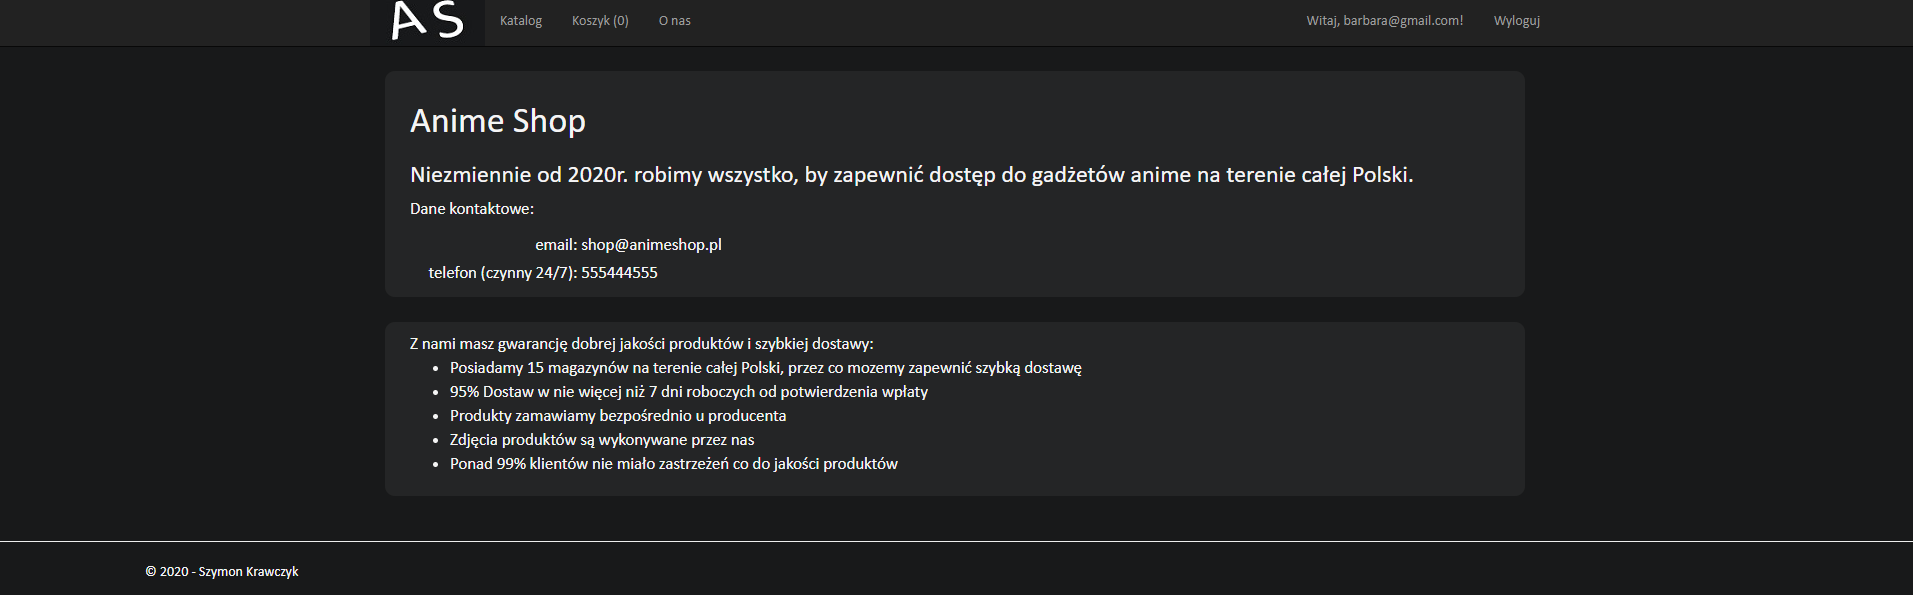 AS Katalog Koszyk (0) O nas Witaj, barbara@gmail.com! Wyloguj
Anime Shop
Niezmiennie od 2020r. robimy wszystko, by zapewnić dostęp do gadżetów anime na terenie całej Polski.
Dane kontaktowe:
email: shop@animeshop.pl
telefon (czynny 24/7): 555444555
Z nami masz gwarancję dobrej jakości produktów i szybkiej dostawy:
• Posiadamy 15 magazynów na terenie całej Polski, przez co mozemy zapewnić szybką dostawę
• 95% Dostaw w nie więcej niż 7 dni roboczych od potwierdzenia wpłaty
• Produkty zamawiamy bezpośrednio u producenta
• Zdjęcia produktów są wykonywane przez nas
• Ponad 99% klientów nie miało zastrzeżeń co do jakości produktów
© 2020 - Szymon Krawczyk